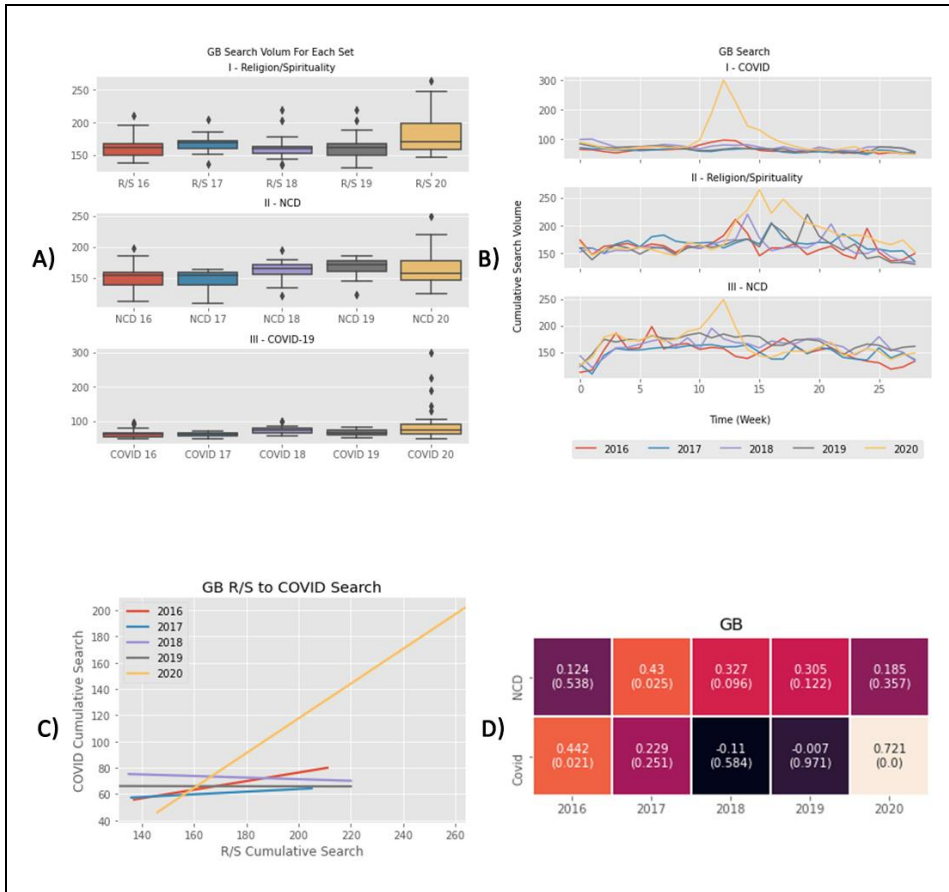 GB Search Volum For Each Set
I - Religion/Spirituality
250
200
150
R/S 16 R/S 17 R/S 18 R/S 19 R/S 20
II - NCD
A)
250
200
150
NCD 16 NCD 17 NCD 18 NCD 19 NCD 20
III - COVID-19
300
200
100
COVID 16 COVID 17 COVID 18 COVID 19 COVID 20
GB Search
I - COVID
300
200
100
II - Religion/Spirituality
B)
Cumulative Search Volume
250
200
150
III - NCD
250
200
150
0 5 10 15 20 25
Time (Week)
2016 2017 2018 2019 2020
GB R/S to COVID Search
C)
COVID Cumulative Search
200
180
160
140
120
100
80
60
40
2016
2017
2018
2019
2020
140 160 180 200 220 240 260
R/S Cumulative Search
GB
D)
NCD
0.124 0.43 0.327 0.305 0.185
(0.538) (0.025) (0.096) (0.122) (0.357)
Covid
0.442 0.229 -0.11 -0.007 0.721
(0.021) (0.251) (0.584) (0.971) (0.0)
2016 2017 2018 2019 2020